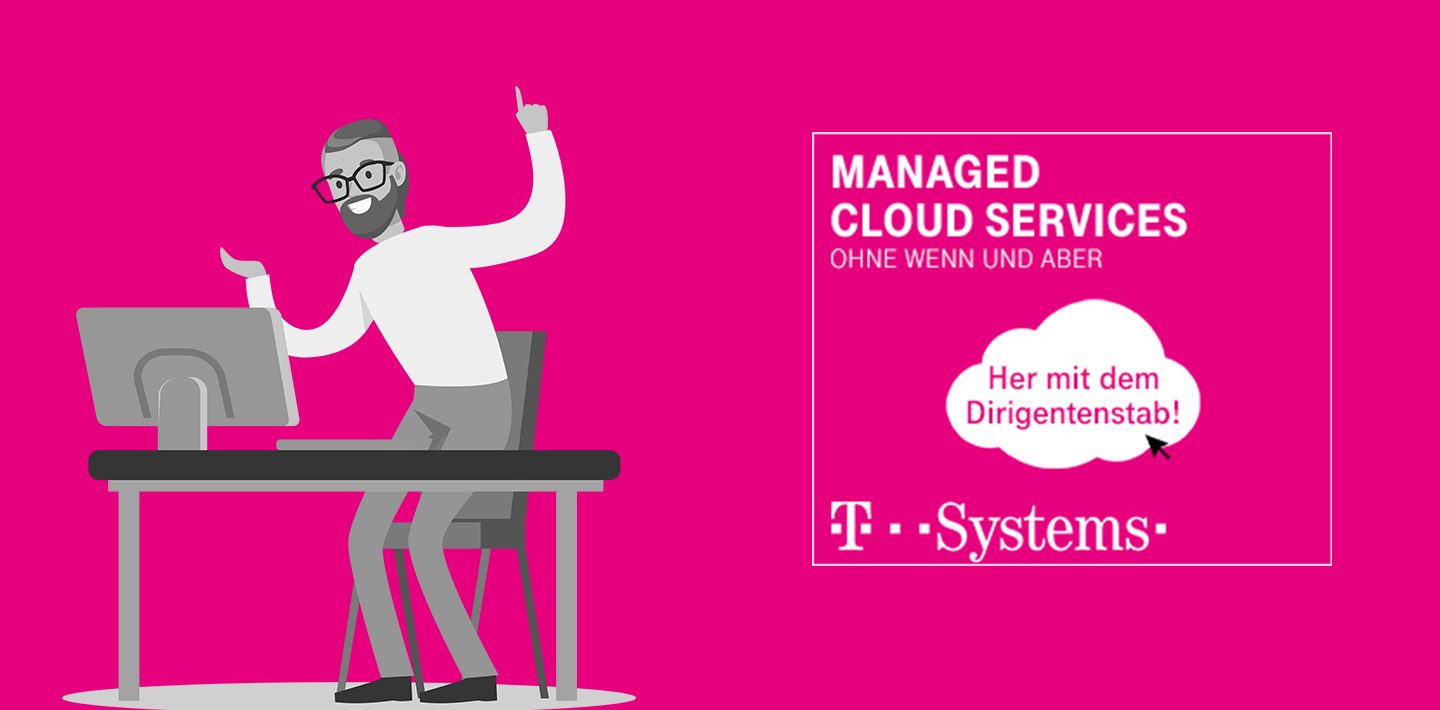 MANAGED
CLOUD SERVICES
OHNE WENN UND ABER
Her mit dem
Dirigentenstab!
T · · Systems ·